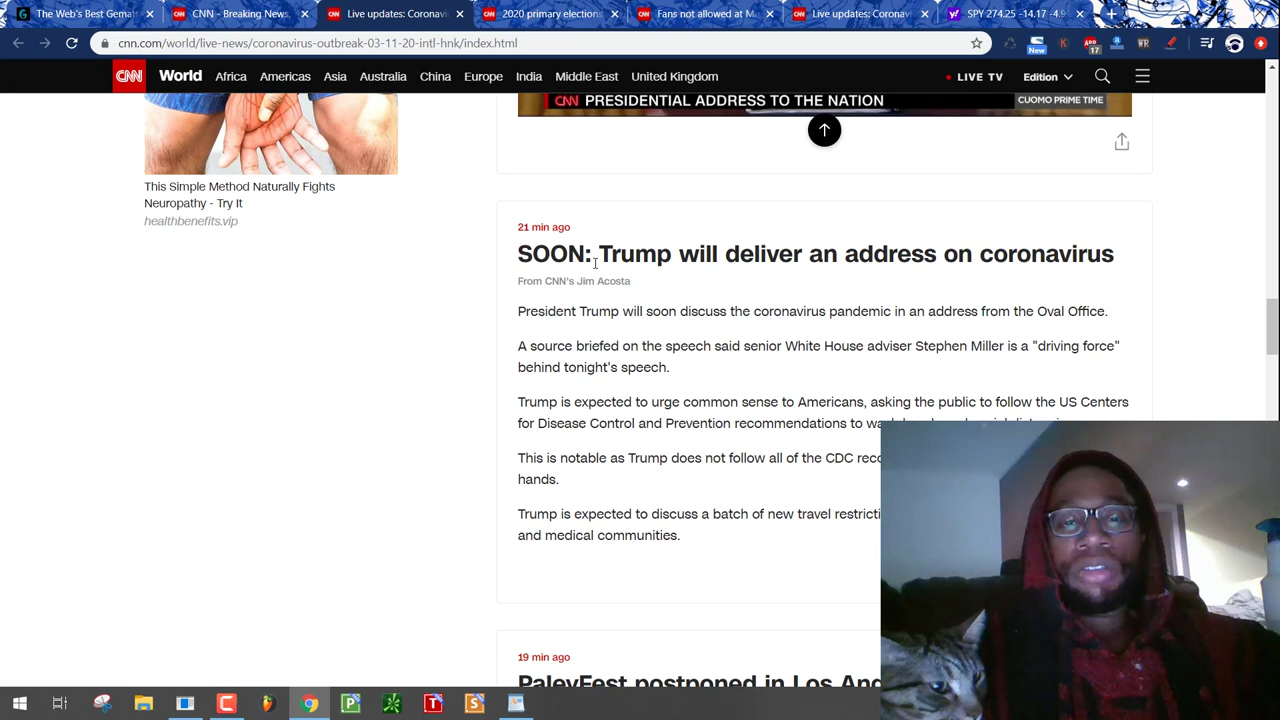 The Web's Best Gemat
CNN - Breaking News,
Live updates: Coronavi
2020 primary elections
Fans not allowed at M
Live updates: Coronavi
SPY 274.25 -14.17 -4.9
cnn.com/world/live-news/coronavirus-outbreak-03-11-20-intl-hnk/index.html
New
17
WR
CNN World Africa Americas Asia Australia China Europe India Middle East United Kingdom LIVE TV Edition
CNN PRESIDENTIAL ADDRESS TO THE NATION CUOMO PRIME TIME
This Simple Method Naturally Fights
Neuropathy - Try It
healthbenefits.vip
21 min ago
SOON: Trump will deliver an address on coronavirus
From CNN's Jim Acosta
President Trump will soon discuss the coronavirus pandemic in an address from the Oval Office.
A source briefed on the speech said senior White House adviser Stephen Miller is a "driving force"
behind tonight's speech.
Trump is expected to urge common sense to Americans, asking the public to follow the US Centers
for Disease Control and Prevention recommendations to
This is notable as Trump does not follow all of the CDC
hands.
Trump is expected to discuss a batch of new travel
and medical communities.
19 min ago
PaleyFest postponed in Los